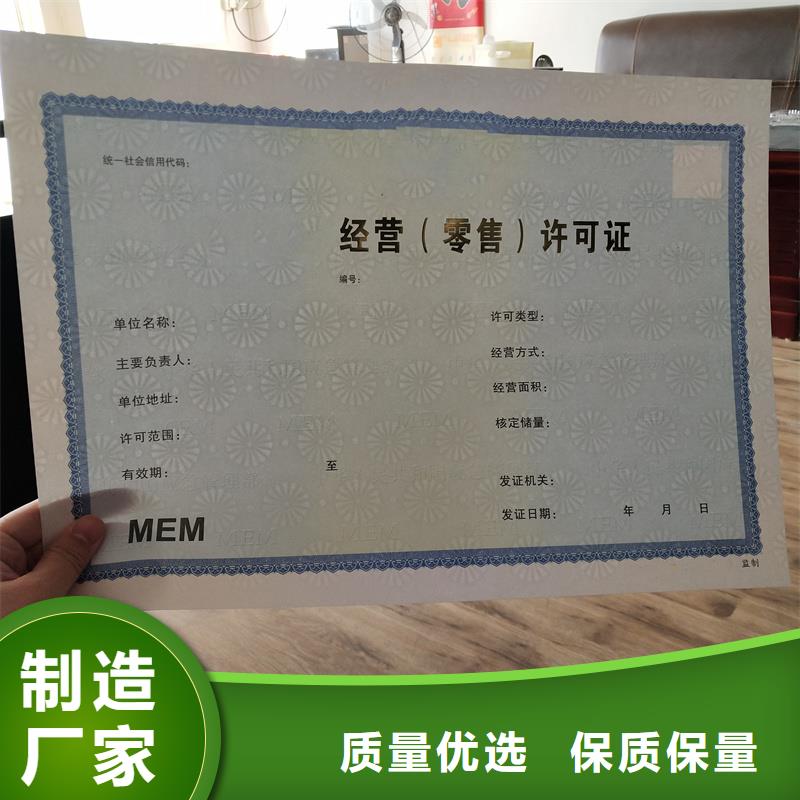 统一社会信用代码：
经营（零售）许可证
编号：
单位名称：
主要负责人：
单位地址：
许可范围：
有效期： 至
许可类型：
经营方式：
经营面积：
核定储量：
发证机关：
发证日期： 年 月 日
MEM
监制
制造
厂家
质量优选 保质保量